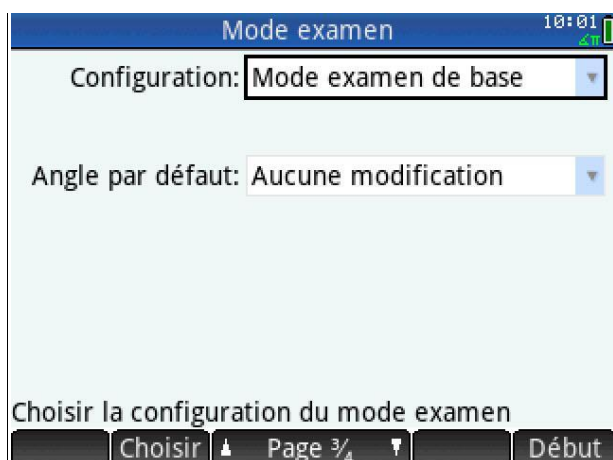 Mode examen 10:01
∡π
Configuration: Mode examen de base
Angle par défaut: Aucune modification
Choisir la configuration du mode examen
Choisir Page ¾ Début